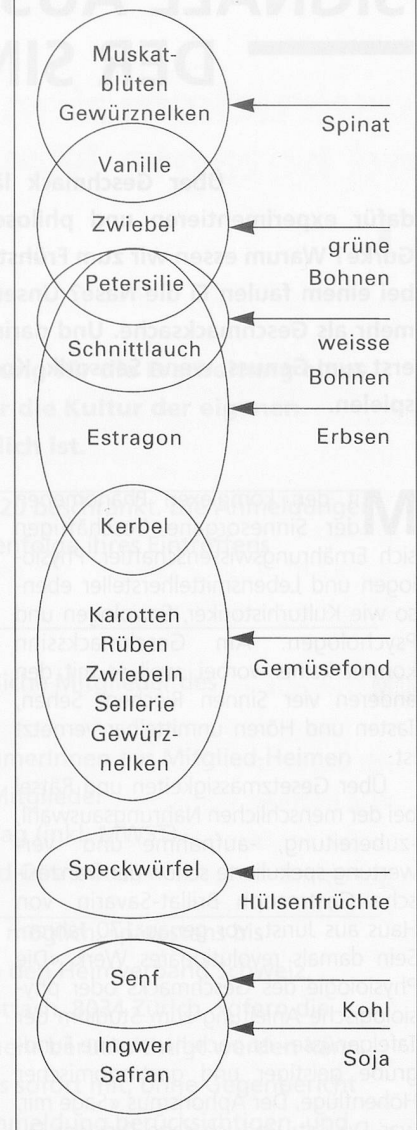 Muskat-
blüten
Gewürznelken
Spinat
Vanille
Zwiebel
grüne
Bohnen
Petersilie
weisse
Bohnen
Schnittlauch
Erbsen
Estragon
Kerbel
Karotten
Rüben
Gemüsefond
Zwiebeln
Sellerie
Gewürz-
nelken
Speckwürfel
Hülsenfrüchte
Senf
Kohl
Ingwer
Soja
Safran